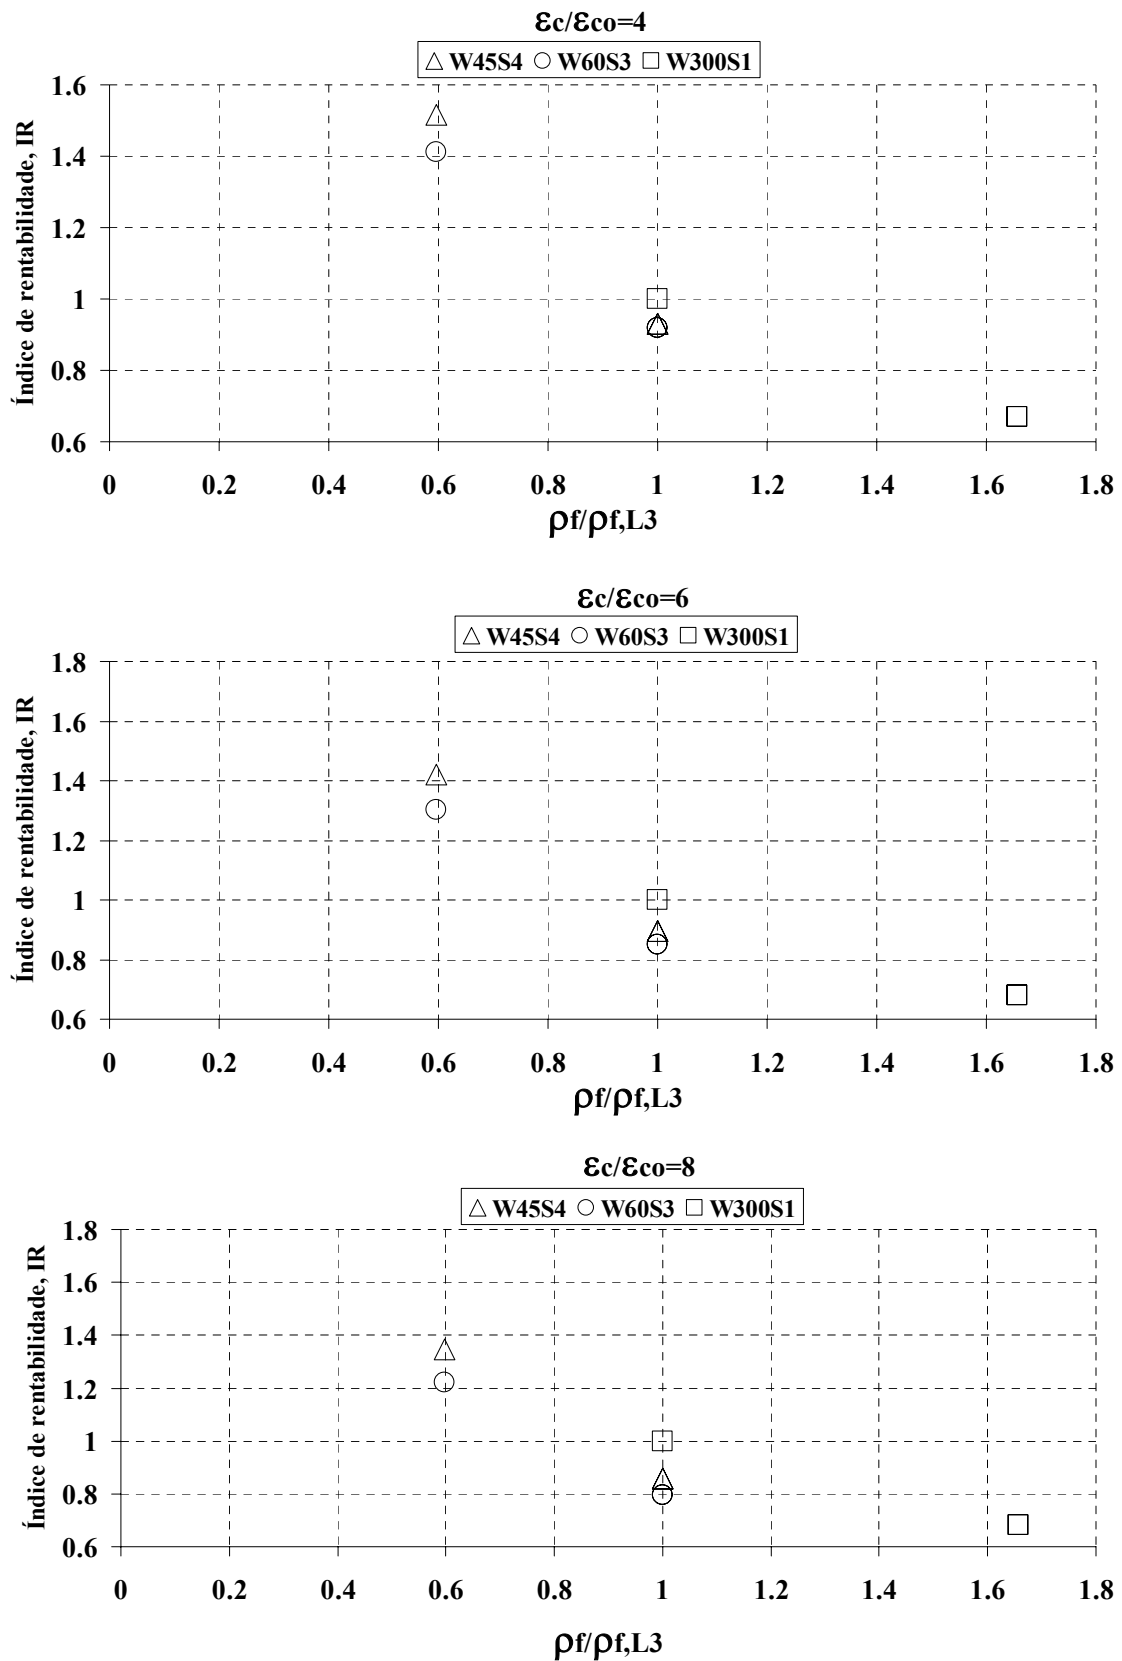 εc/εco=4
△ W45S4 ○ W60S3 □ W300S1
Índice de rentabilidade, IR
1.6
1.4
1.2
1
0.8
0.6
0 0.2 0.4 0.6 0.8 1 1.2 1.4 1.6 1.8
ρf/ρf,L3
εc/εco=6
△ W45S4 ○ W60S3 □ W300S1
Índice de rentabilidade, IR
1.8
1.6
1.4
1.2
1
0.8
0.6
0 0.2 0.4 0.6 0.8 1 1.2 1.4 1.6 1.8
ρf/ρf,L3
εc/εco=8
△ W45S4 ○ W60S3 □ W300S1
Índice de rentabilidade, IR
1.8
1.6
1.4
1.2
1
0.8
0.6
0 0.2 0.4 0.6 0.8 1 1.2 1.4 1.6 1.8
ρf/ρf,L3